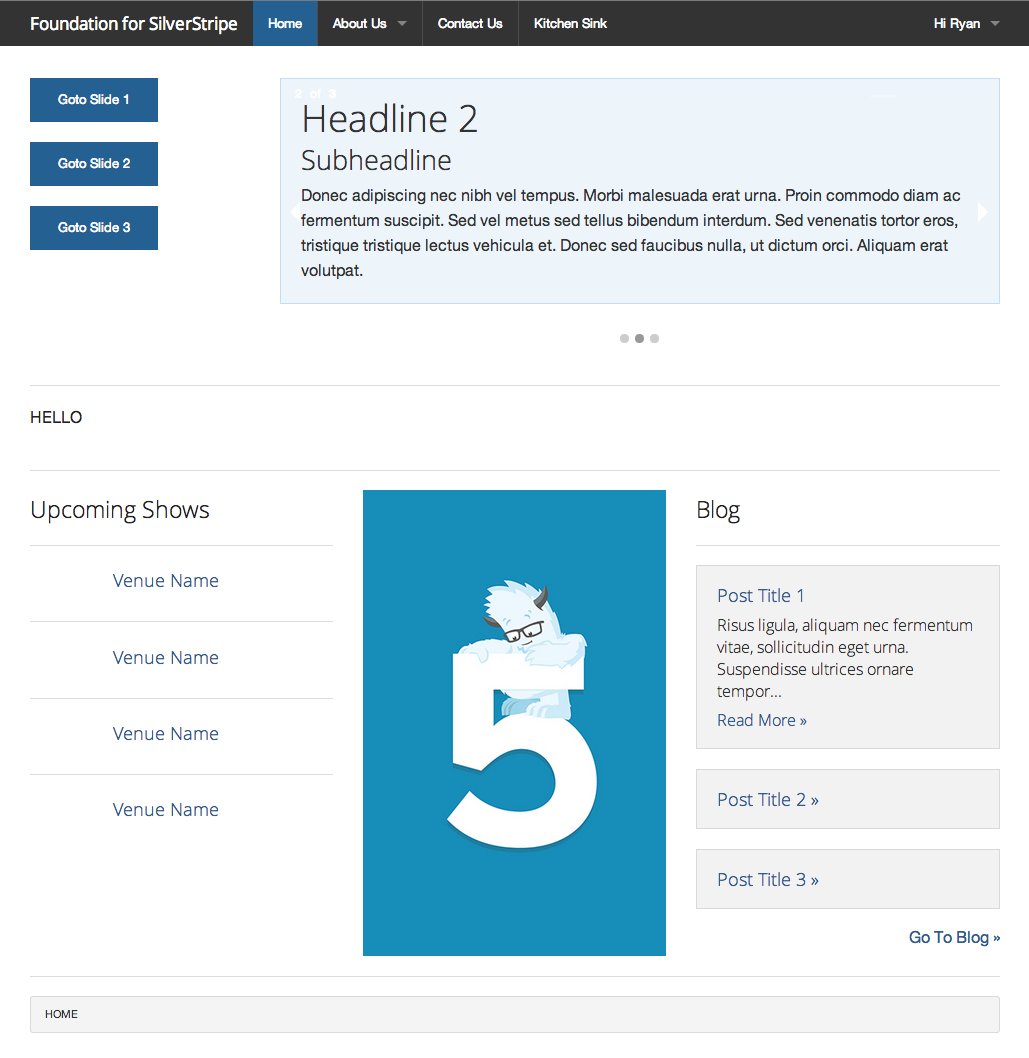 Foundation for SilverStripe Home About Us Contact Us Kitchen Sink Hi Ryan
Goto Slide 1
Goto Slide 2
Goto Slide 3
2 of 3
Headline 2
Subheadline
Donec adipiscing nec nibh vel tempus. Morbi malesuada erat urna. Proin commodo diam ac
fermentum suscipit. Sed vel metus sed tellus bibendum interdum. Sed venenatis tortor eros,
tristique tristique lectus vehicula et. Donec sed faucibus nulla, ut dictum orci. Aliquam erat
volutpat.
HELLO
Upcoming Shows
Venue Name
Venue Name
Venue Name
Venue Name
5
Blog
Post Title 1
Risus ligula, aliquam nec fermentum
vitae, sollicitudin eget urna.
Suspendisse ultrices ornare
tempor...
Read More »
Post Title 2 »
Post Title 3 »
Go To Blog »
HOME